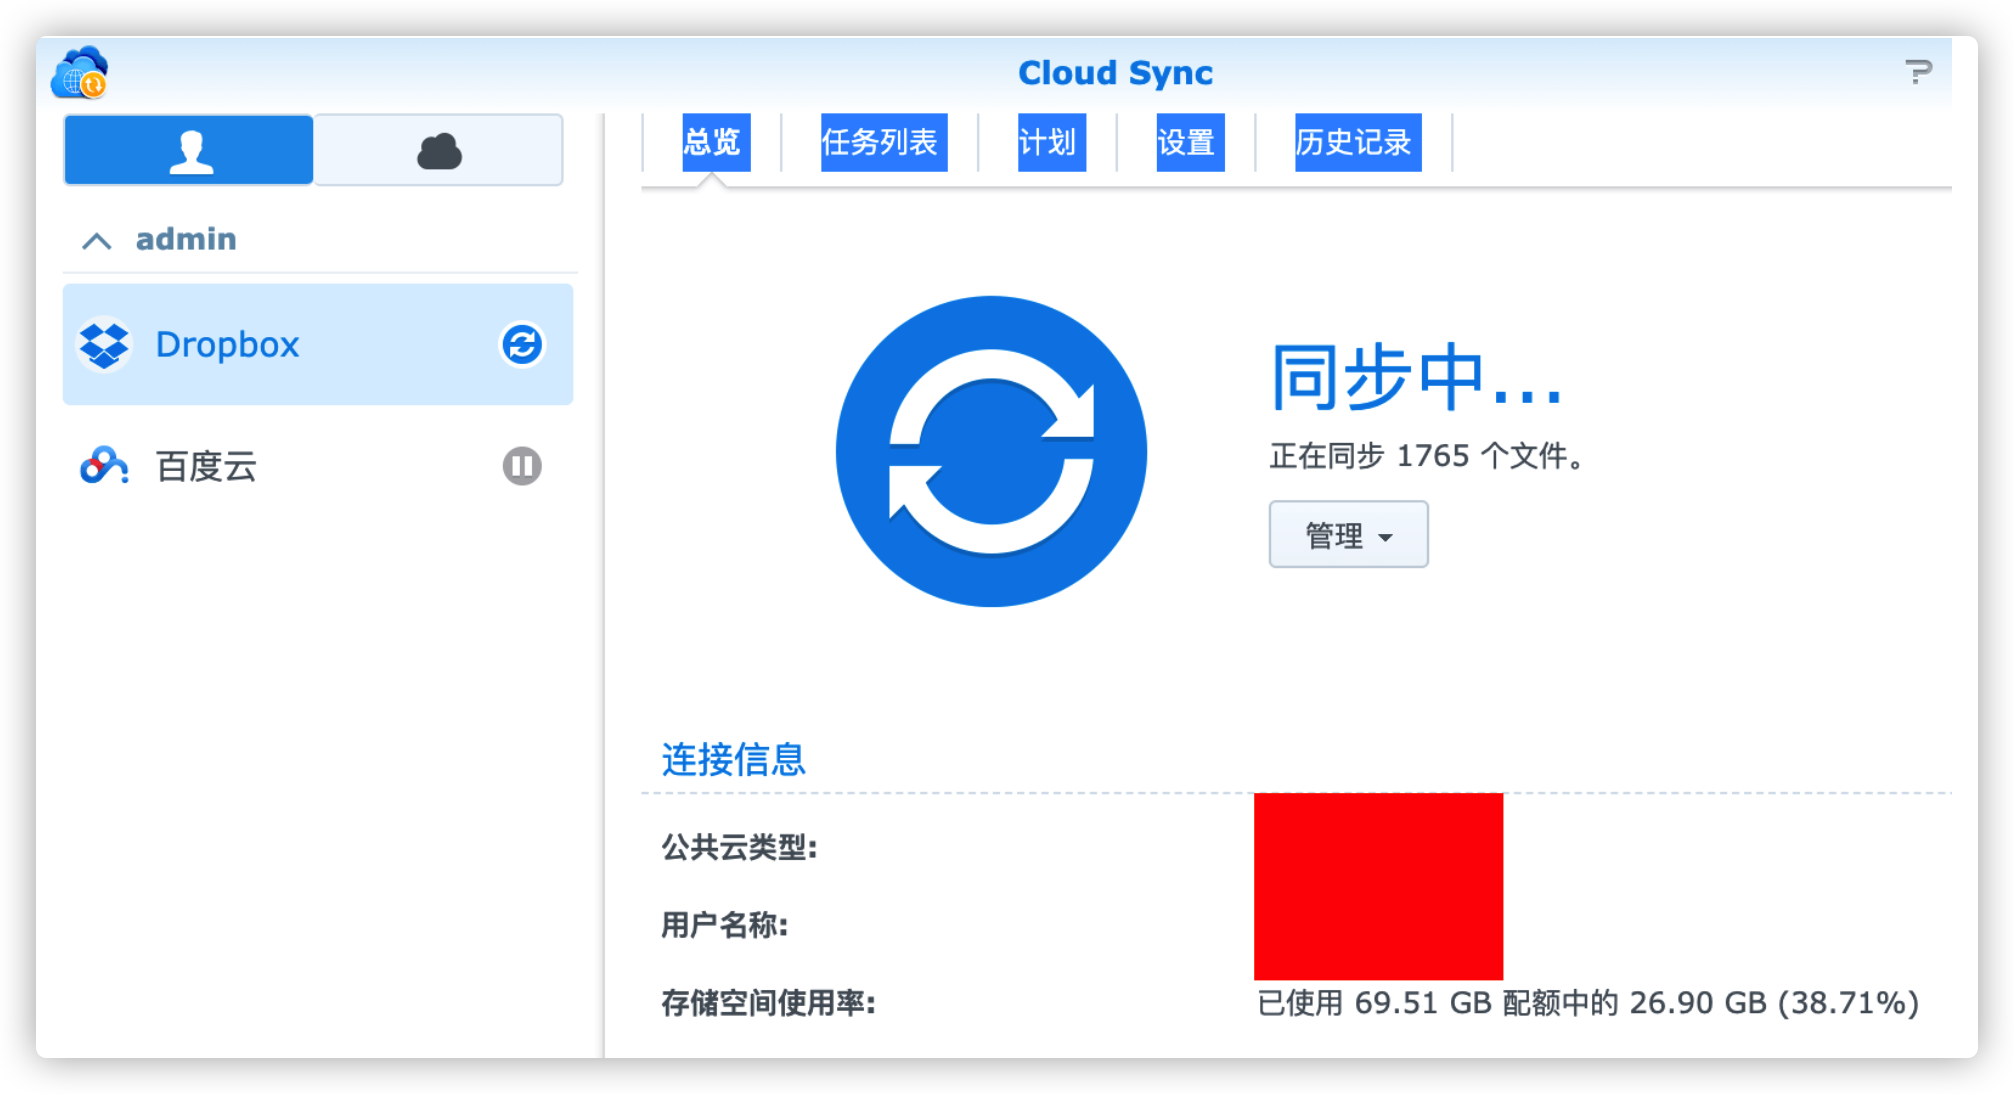 Cloud Sync
总览 任务列表 计划 设置 历史记录
admin
Dropbox
百度云
同步中...
正在同步 1765 个文件。
管理
连接信息
公共云类型:
用户名称:
存储空间使用率: 已使用 69.51 GB 配额中的 26.90 GB (38.71%)